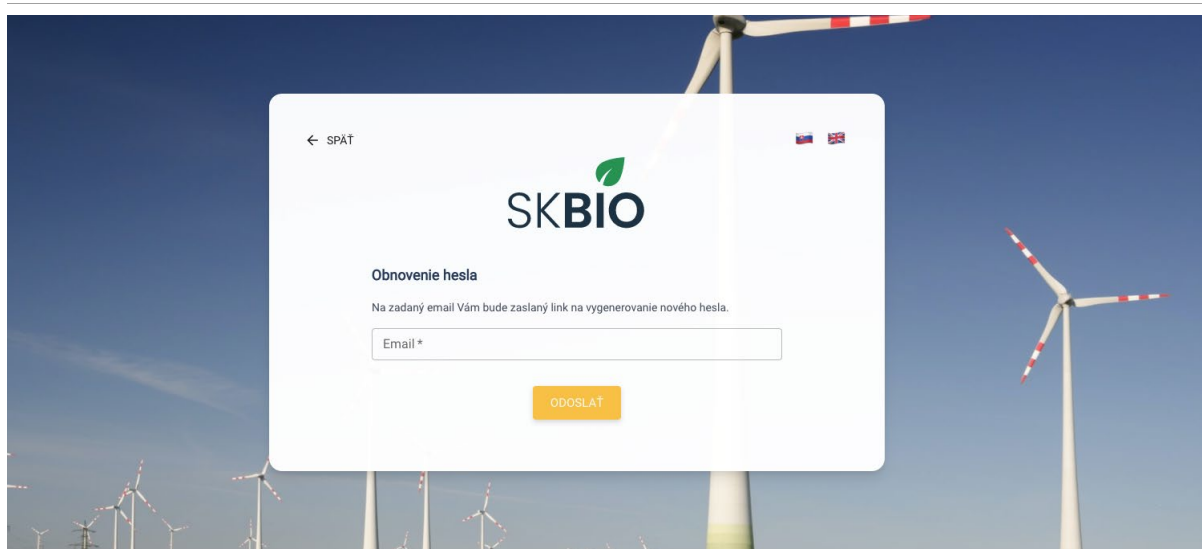 SPÄŤ
SKBIO
Obnovenie hesla
Na zadaný email Vám bude zaslaný link na vygenerovanie nového hesla.
Email *
ODOSLAŤ